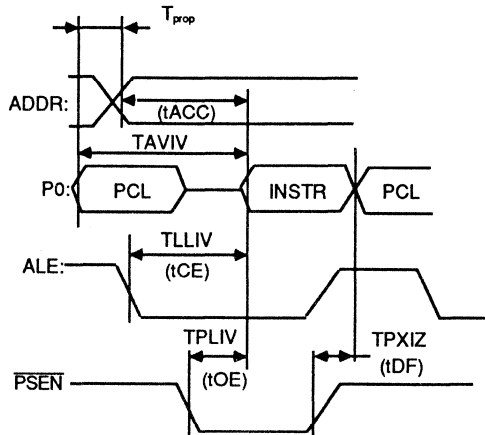 Tprop
ADDR:
(tACC)
TAVIV
P0: PCL INSTR PCL
TLLIV
ALE:
(tCE)
TPLIV TPXIZ
(tOE) (tDF)
PSEN